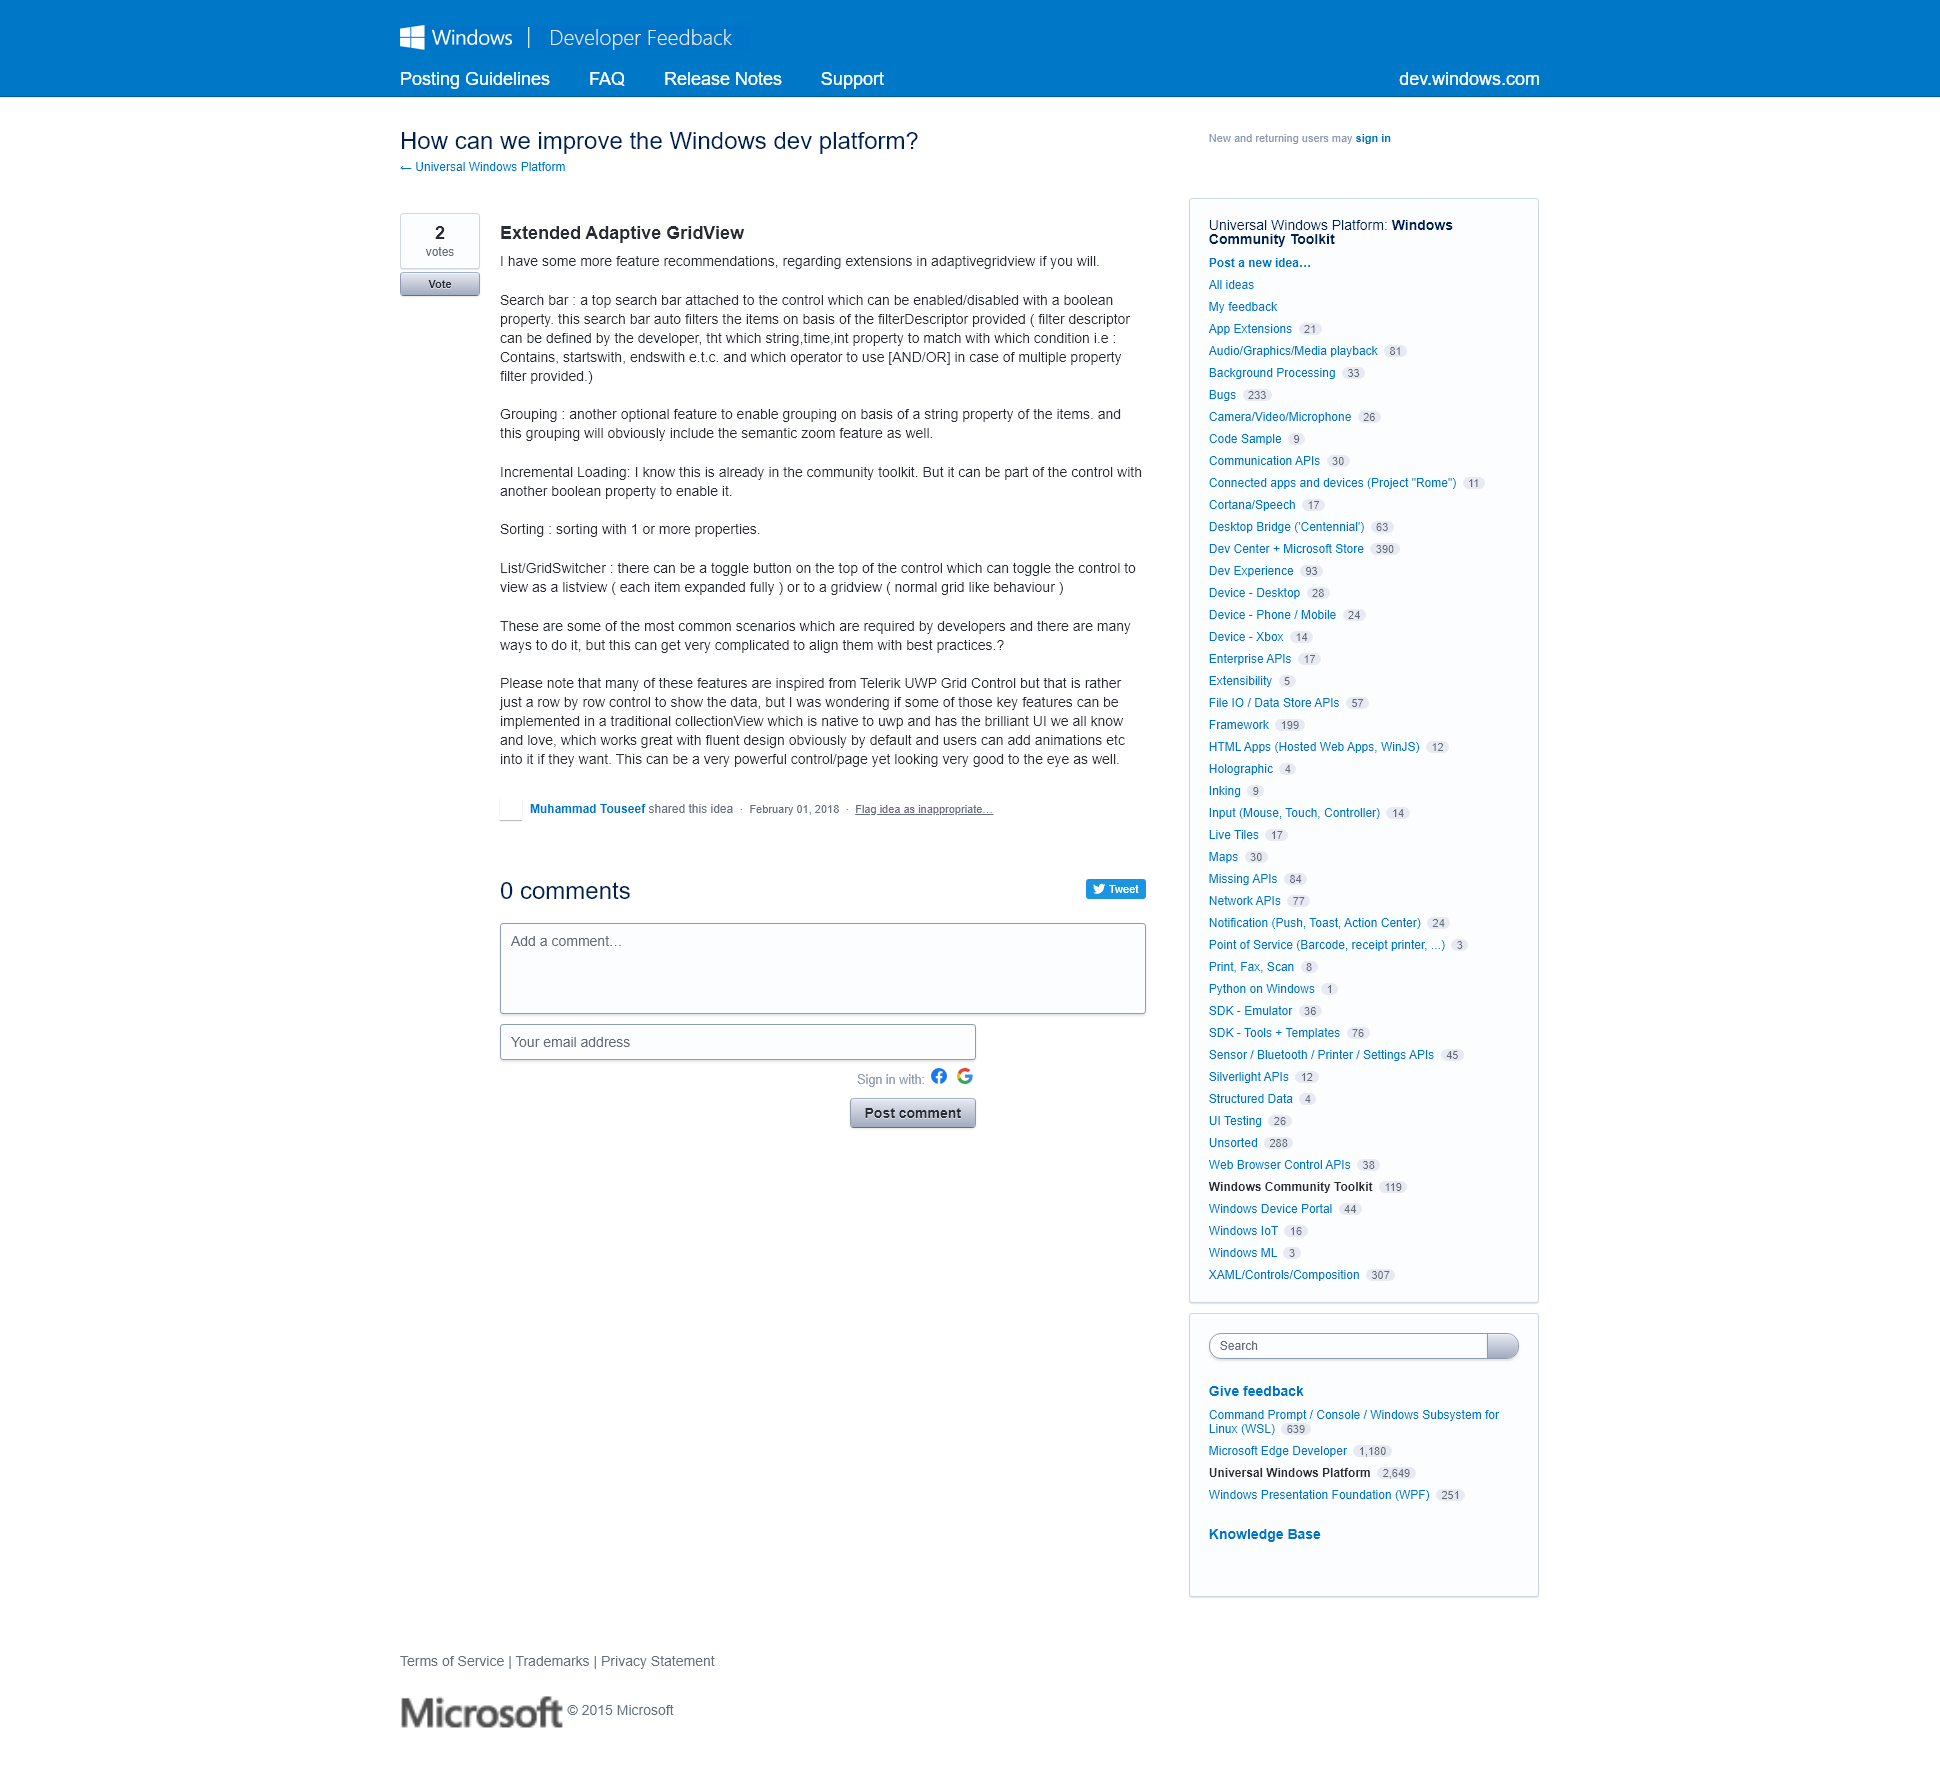 Windows | Developer Feedback
Posting Guidelines FAQ Release Notes Support dev.windows.com
How can we improve the Windows dev platform?
← Universal Windows Platform
New and returning users may sign in
2
votes
Vote
Extended Adaptive GridView
I have some more feature recommendations, regarding extensions in adaptivegridview if you will.
Search bar : a top search bar attached to the control which can be enabled/disabled with a boolean
property. this search bar auto filters the items on basis of the filterDescriptor provided ( filter descriptor
can be defined by the developer, tht which string,time,int property to match with which condition i.e :
Contains, startswith, endswith e.t.c. and which operator to use [AND/OR] in case of multiple property
filter provided.)
Grouping : another optional feature to enable grouping on basis of a string property of the items. and
this grouping will obviously include the semantic zoom feature as well.
Incremental Loading: I know this is already in the community toolkit. But it can be part of the control with
another boolean property to enable it.
Sorting : sorting with 1 or more properties.
List/GridSwitcher : there can be a toggle button on the top of the control which can toggle the control to
view as a listview ( each item expanded fully ) or to a gridview ( normal grid like behaviour )
These are some of the most common scenarios which are required by developers and there are many
ways to do it, but this can get very complicated to align them with best practices.?
Please note that many of these features are inspired from Telerik UWP Grid Control but that is rather
just a row by row control to show the data, but I was wondering if some of those key features can be
implemented in a traditional collectionView which is native to uwp and has the brilliant UI we all know
and love, which works great with fluent design obviously by default and users can add animations etc
into it if they want. This can be a very powerful control/page yet looking very good to the eye as well.
Muhammad Touseef shared this idea · February 01, 2018 · Flag idea as inappropriate…
0 comments
Tweet
Add a comment…
Your email address
Sign in with:
Post comment
Universal Windows Platform: Windows
Community Toolkit
Post a new idea…
All ideas
My feedback
App Extensions 21
Audio/Graphics/Media playback 81
Background Processing 33
Bugs 233
Camera/Video/Microphone 26
Code Sample 9
Communication APIs 30
Connected apps and devices (Project "Rome") 11
Cortana/Speech 17
Desktop Bridge ('Centennial') 63
Dev Center + Microsoft Store 390
Dev Experience 93
Device - Desktop 28
Device - Phone / Mobile 24
Device - Xbox 14
Enterprise APIs 17
Extensibility 5
File IO / Data Store APIs 57
Framework 199
HTML Apps (Hosted Web Apps, WinJS) 12
Holographic 4
Inking 9
Input (Mouse, Touch, Controller) 14
Live Tiles 17
Maps 30
Missing APIs 84
Network APIs 77
Notification (Push, Toast, Action Center) 24
Point of Service (Barcode, receipt printer, ...) 3
Print, Fax, Scan 8
Python on Windows 1
SDK - Emulator 36
SDK - Tools + Templates 76
Sensor / Bluetooth / Printer / Settings APIs 45
Silverlight APIs 12
Structured Data 4
UI Testing 26
Unsorted 288
Web Browser Control APIs 38
Windows Community Toolkit 119
Windows Device Portal 44
Windows IoT 16
Windows ML 3
XAML/Controls/Composition 307
Search
Give feedback
Command Prompt / Console / Windows Subsystem for
Linux (WSL) 639
Microsoft Edge Developer 1,180
Universal Windows Platform 2,649
Windows Presentation Foundation (WPF) 251
Knowledge Base
Terms of Service | Trademarks | Privacy Statement
Microsoft © 2015 Microsoft